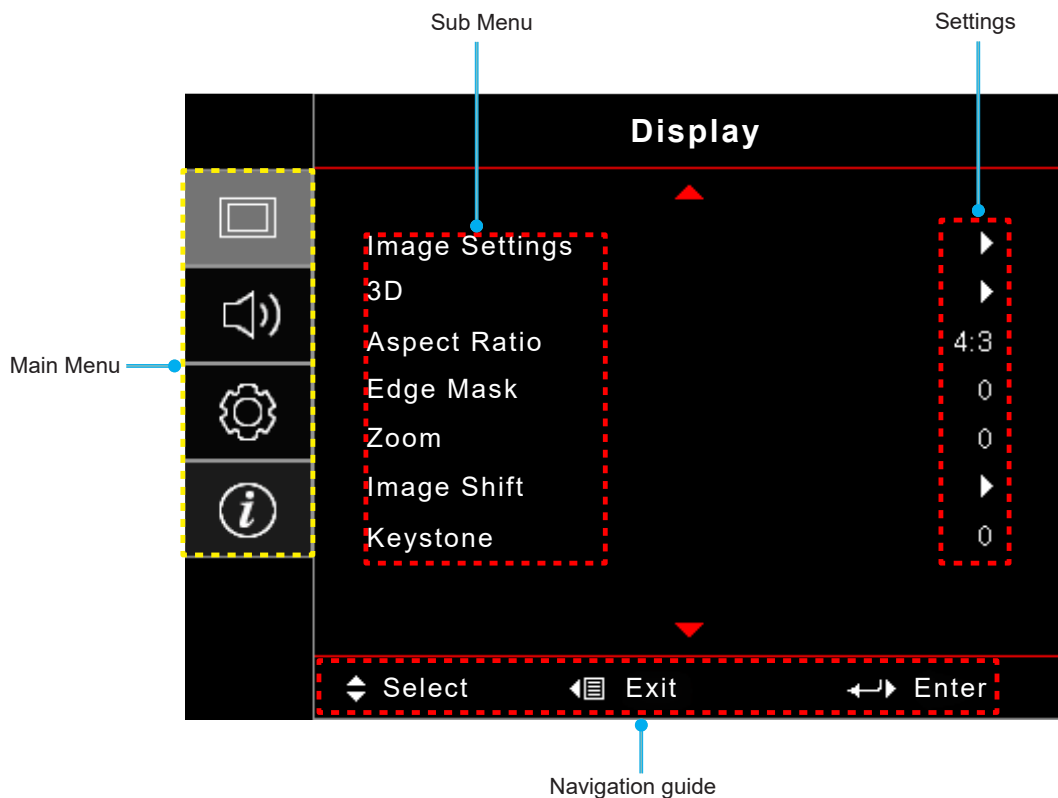 Sub Menu
Settings
Display
Image Settings
3D
Aspect Ratio 4:3
Edge Mask 0
Zoom 0
Image Shift
Keystone 0
Main Menu
i
Select Exit Enter
Navigation guide